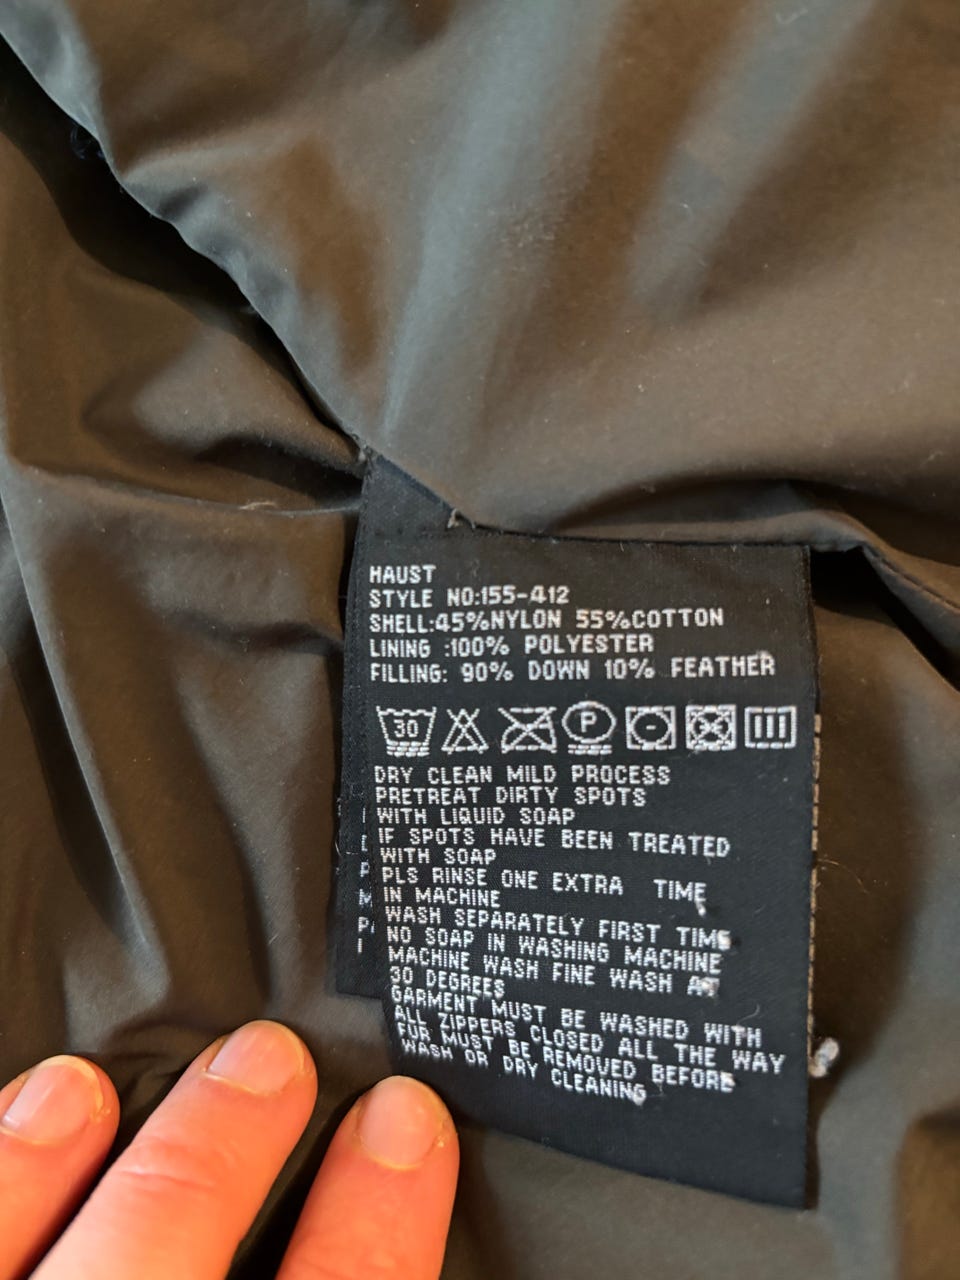 HAUST
STYLE NO:155-412
SHELL:45%NYLON 55%COTTON
LINING :100% POLYESTER
FILLING: 90% DOWN 10% FEATHER
30 P
DRY CLEAN MILD PROCESS
PRETREAT DIRTY SPOTS
WITH LIQUID SOAP
IF SPOTS HAVE BEEN TREATED
WITH SOAP
PLS RINSE ONE EXTRA TIME
IN MACHINE
WASH SEPARATELY FIRST TIME
NO SOAP IN WASHING MACHINE
MACHINE WASH FINE WASH AT
30 DEGREES
GARMENT MUST BE WASHED WITH
ALL ZIPPERS CLOSED ALL THE WAY
FUR MUST BE REMOVED BEFORE
WASH OR DRY CLEANING